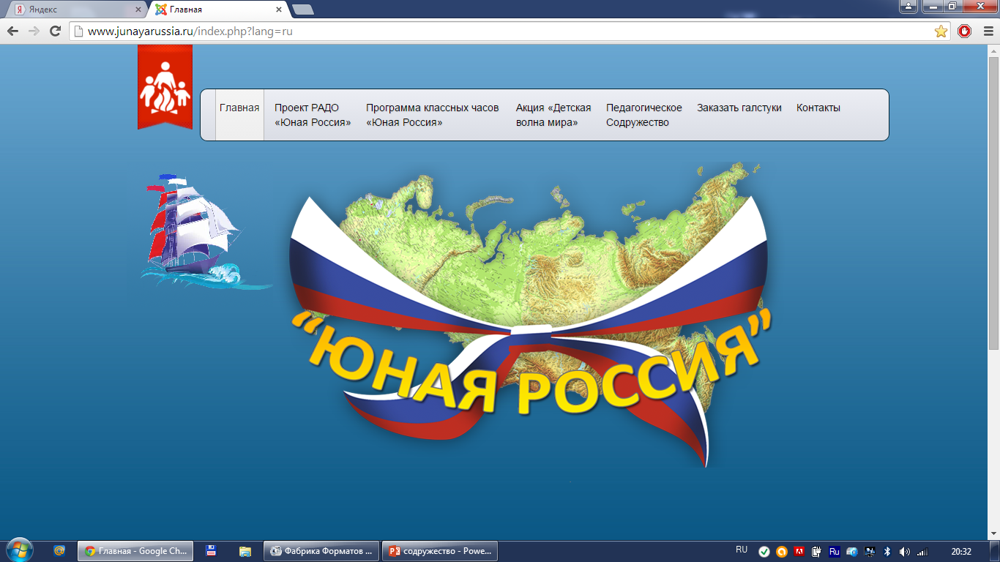 Яндекс
Главная
www.junayarussia.ru/index.php?lang=ru
Главная
Проект РАДО
«Юная Россия»
Программа классных часов
«Юная Россия»
Акция «Детская
волна мира»
Педагогическое
Содружество
Заказать галстуки
Контакты
“ЮНАЯ РОССИЯ”
Главная - Google Ch...
Фабрика Форматов ...
содружество - Powe...
RU
Ru
20:32